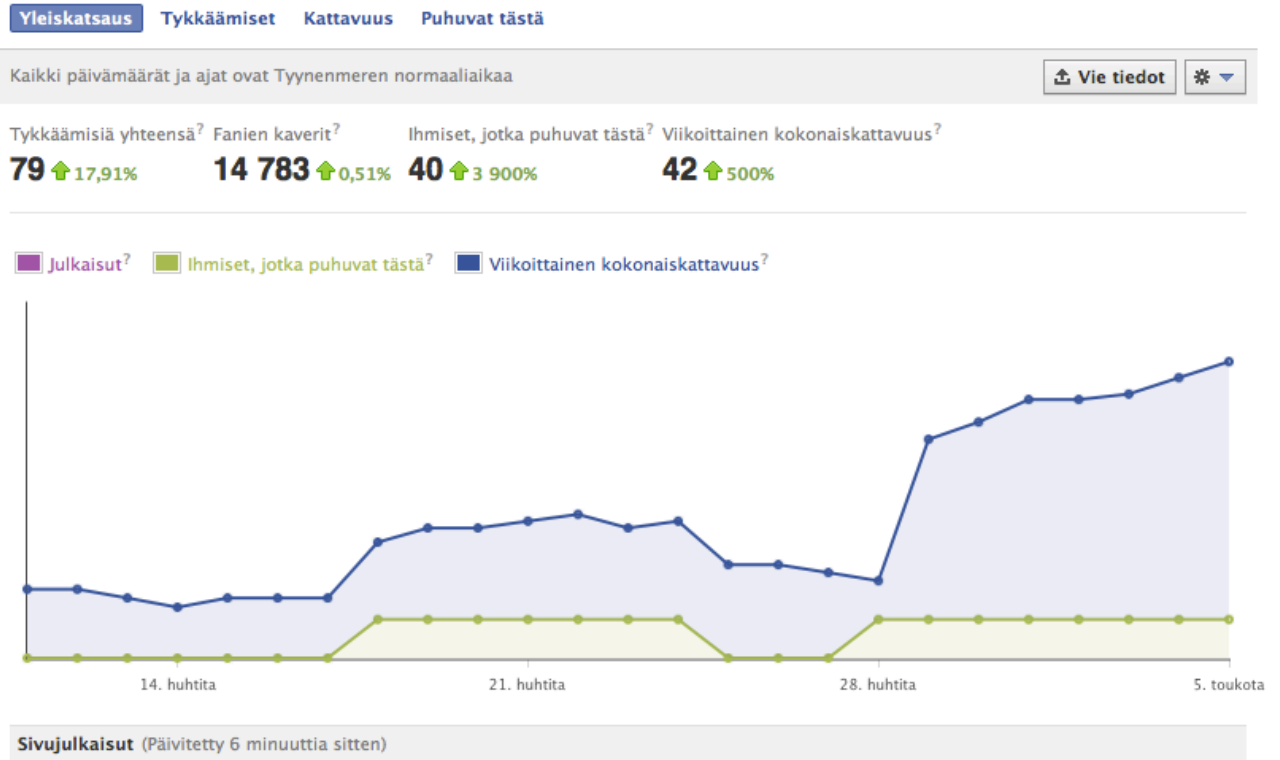 Yleiskatsaus Tykkäämiset Kattavuus Puhuvat tästä
Kaikki päivämäärät ja ajat ovat Tyynenmeren normaaliaikaa Vie tiedot
Tykkäämisiä yhteensä? Fanien kaverit? Ihmiset, jotka puhuvat tästä? Viikoittainen kokonaiskattavuus?
79 17,91% 14 783 0,51% 40 3 900% 42 500%
Julkaisut? Ihmiset, jotka puhuvat tästä? Viikoittainen kokonaiskattavuus?
14. huhtita 21. huhtita 28. huhtita 5. toukota
Sivujulkaisut (Päivitetty 6 minuuttia sitten)